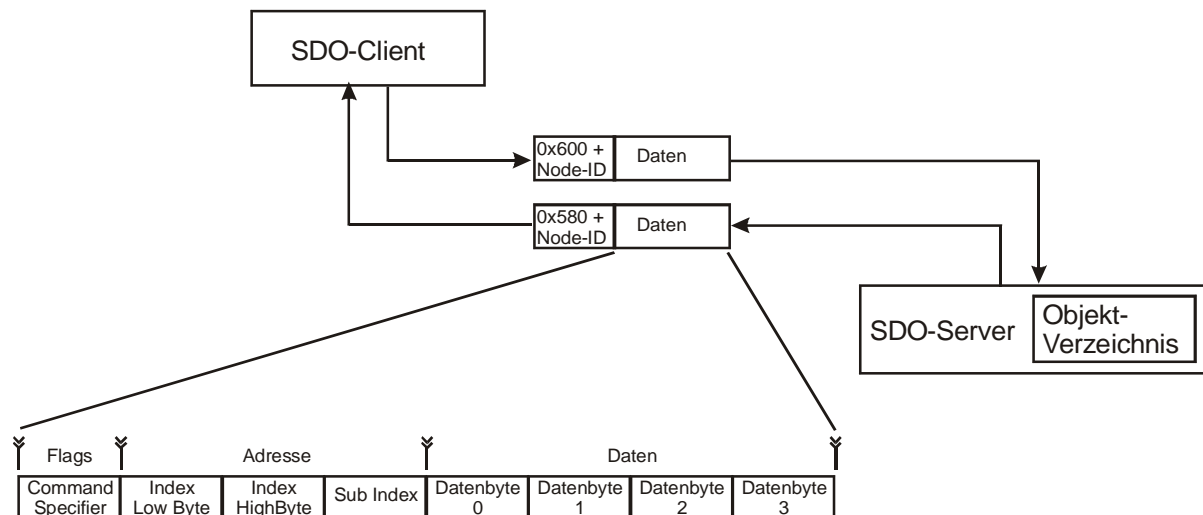 SDO-Client
0x600 +
Node-ID
Daten
0x580 +
Node-ID
Daten
SDO-Server
Objekt-
Verzeichnis
Flags
Adresse
Daten
Command
Specifier
Index
Low Byte
Index
HighByte
Sub Index
Datenbyte
0
Datenbyte
1
Datenbyte
2
Datenbyte
3